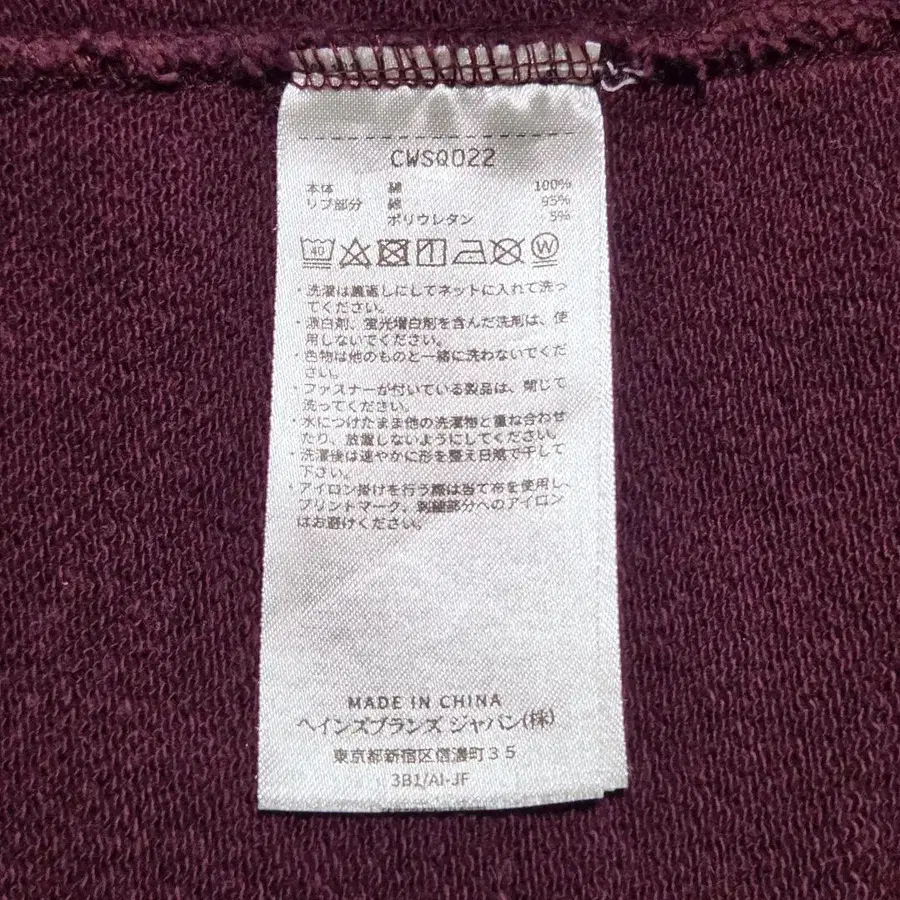 CWSQ022
本体 綿 100%
リブ部分 綿 95%
ポリウレタン 5%
40 W
・洗濯は裏返しにしてネットに入れて洗っ
てください。
・漂白剤、蛍光増白剤を含んだ洗剤は、使
用しないでください。
・色物は他のものと一緒に洗わないでくだ
さい。
・ファスナーが付いている製品は、閉じて
洗ってください。
・水につけたまま他の洗濯物と重ね合わせ
たり、放置しないようにしてください。
・洗濯後は速やかに形を整え日陰で干して
下さい。
・アイロン掛けを行う際は当て布を使用し、
プリントマーク、刺繍部分へのアイロン
はお避けください。
MADE IN CHINA
ヘインズブランズ ジャパン(株)
東京都新宿区信濃町35
3B1/AI-JF